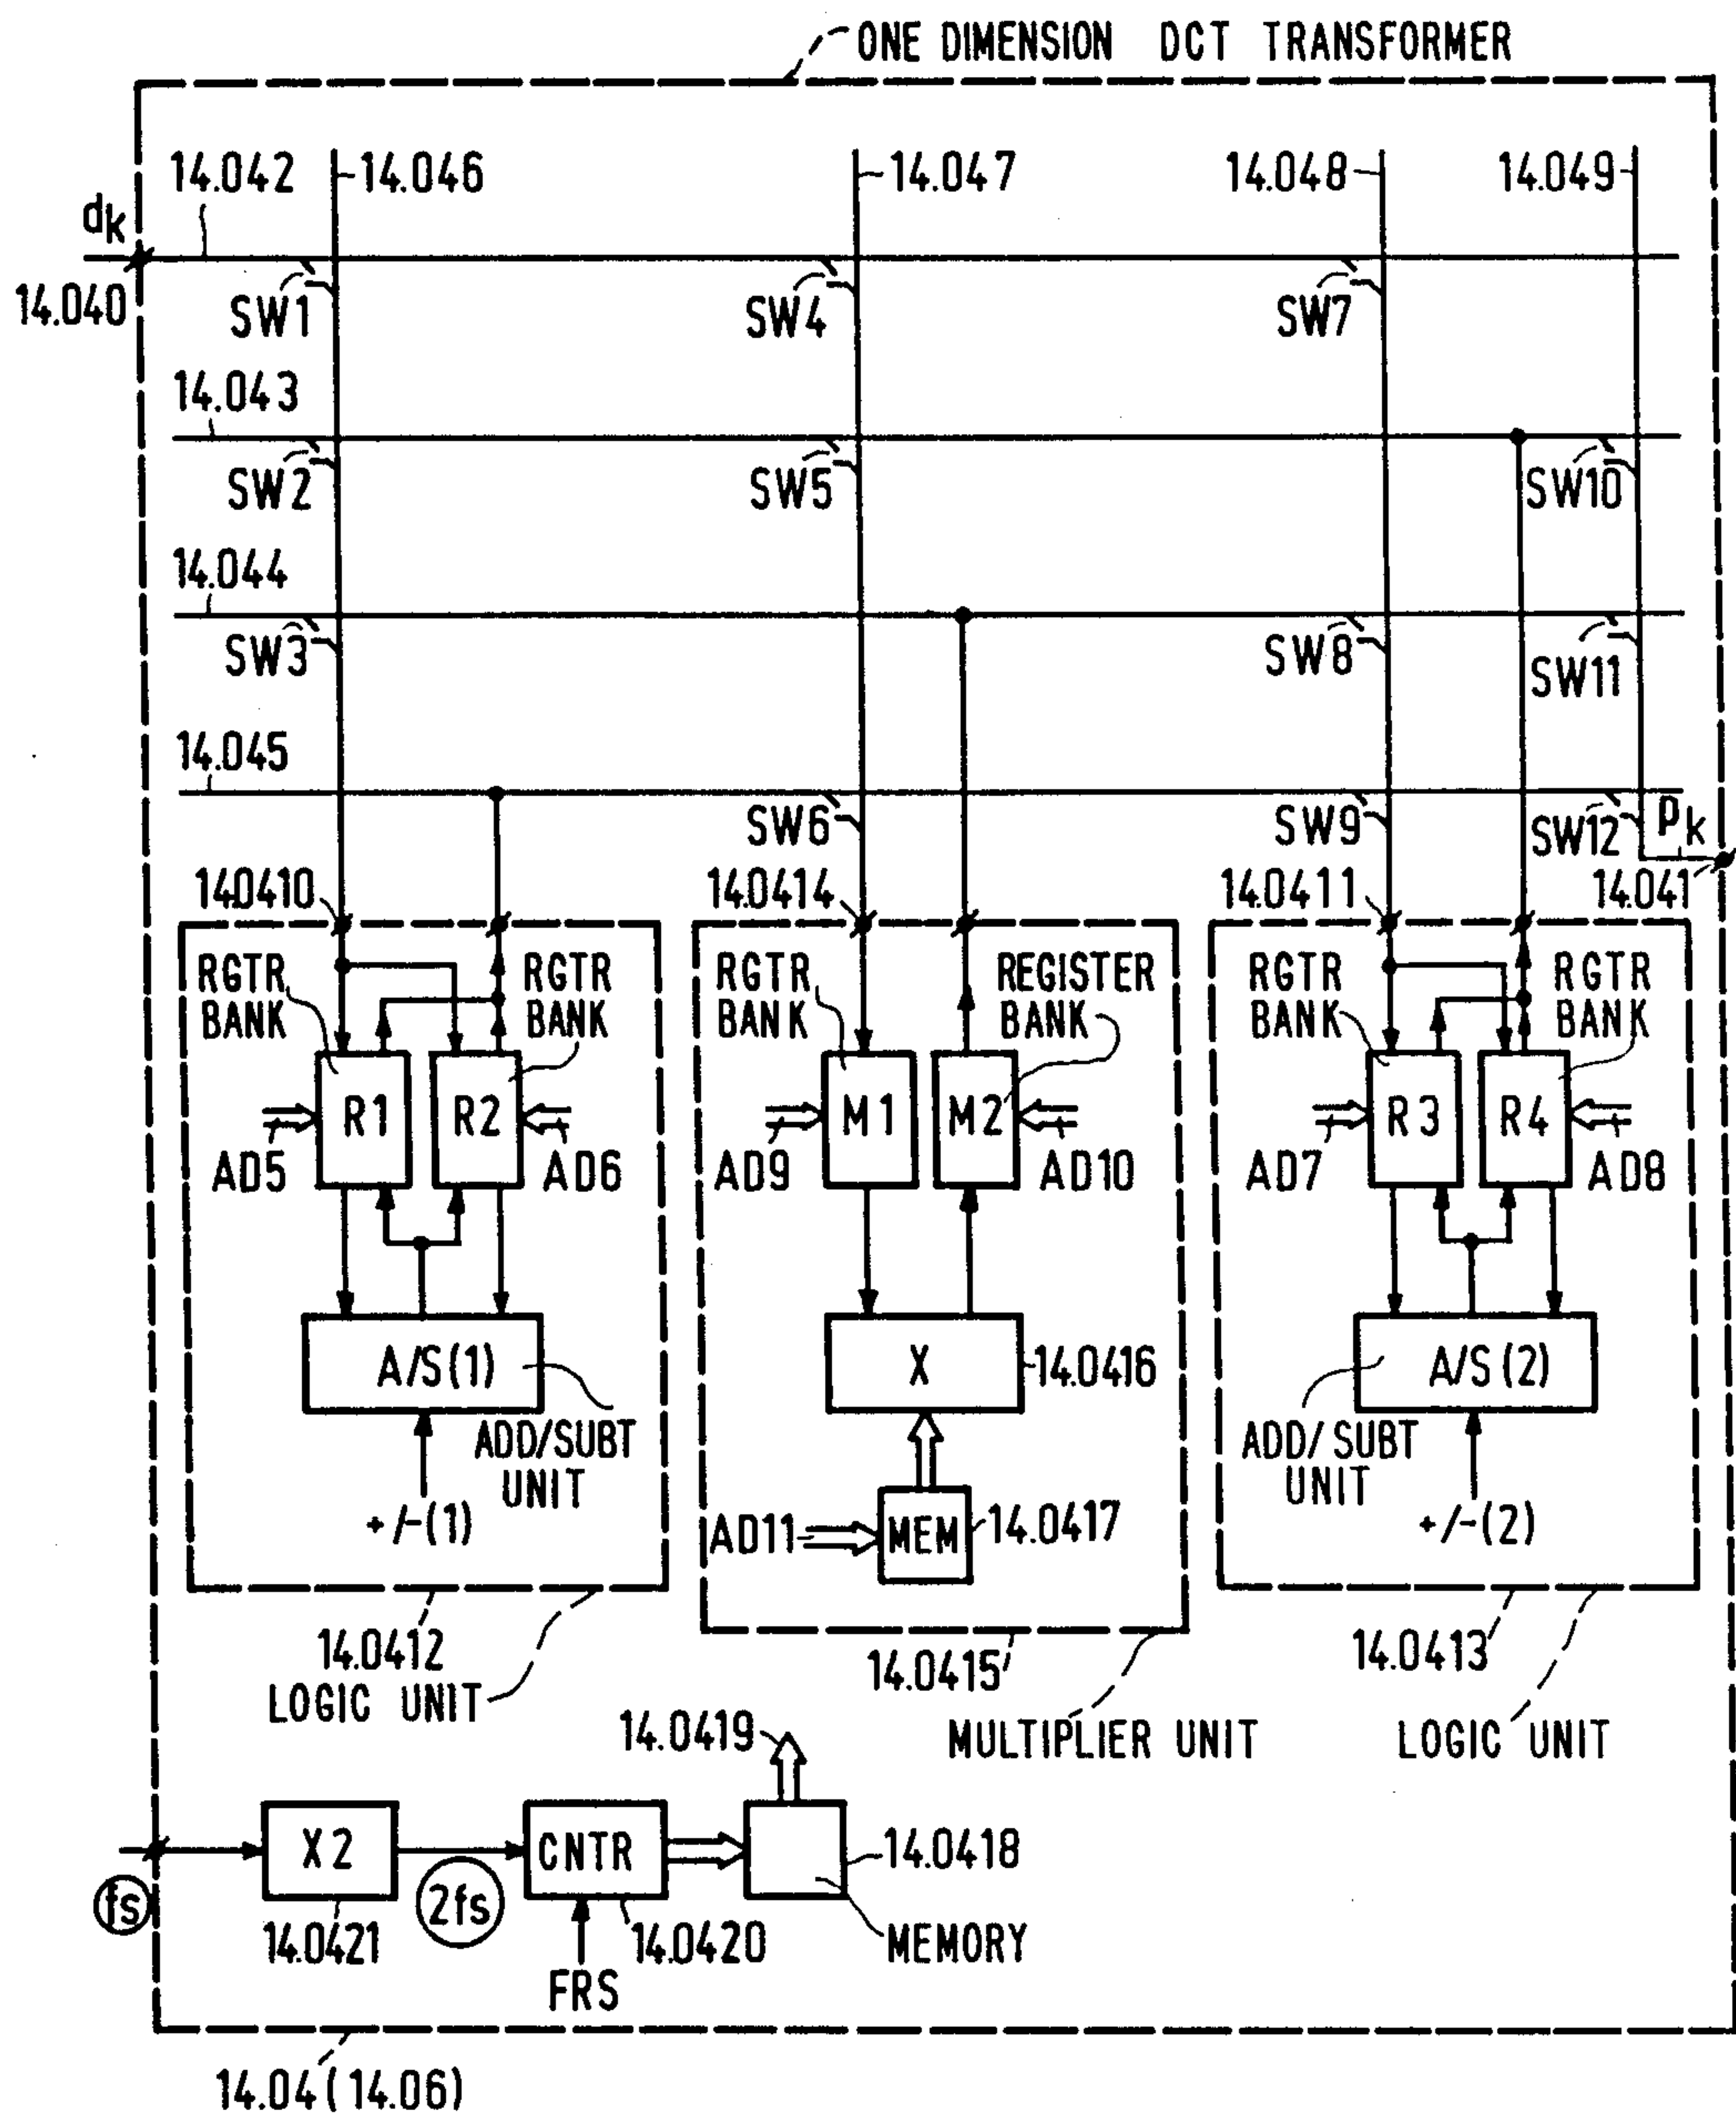 ONE DIMENSION DCT TRANSFORMER
14.042
14.046
14.047
14.048
14.049
dk
14.040
SW1
SW4
SW7
14.043
SW2
SW5
SW10
14.044
SW3
SW8
SW11
14.045
SW6
SW9
SW12
Pk
14.0410
14.0414
14.0411
14.041
RGTR
BANK
RGTR
BANK
RGTR
BANK
REGISTER
BANK
RGTR
BANK
RGTR
BANK
R1
R2
M1
M2
R3
R4
AD5
AD6
AD9
AD10
AD7
AD8
A/S(1)
X
14.0416
A/S(2)
ADD/SUBT
UNIT
ADD/SUBT
UNIT
+/-(1)
AD11
MEM
14.0417
+/-(2)
14.0412
LOGIC UNIT
14.0415
MULTIPLIER UNIT
14.0413
LOGIC UNIT
14.0419
X2
CNTR
14.0418
fs
2fs
14.0421
14.0420
MEMORY
FRS
14.04 (14.06)